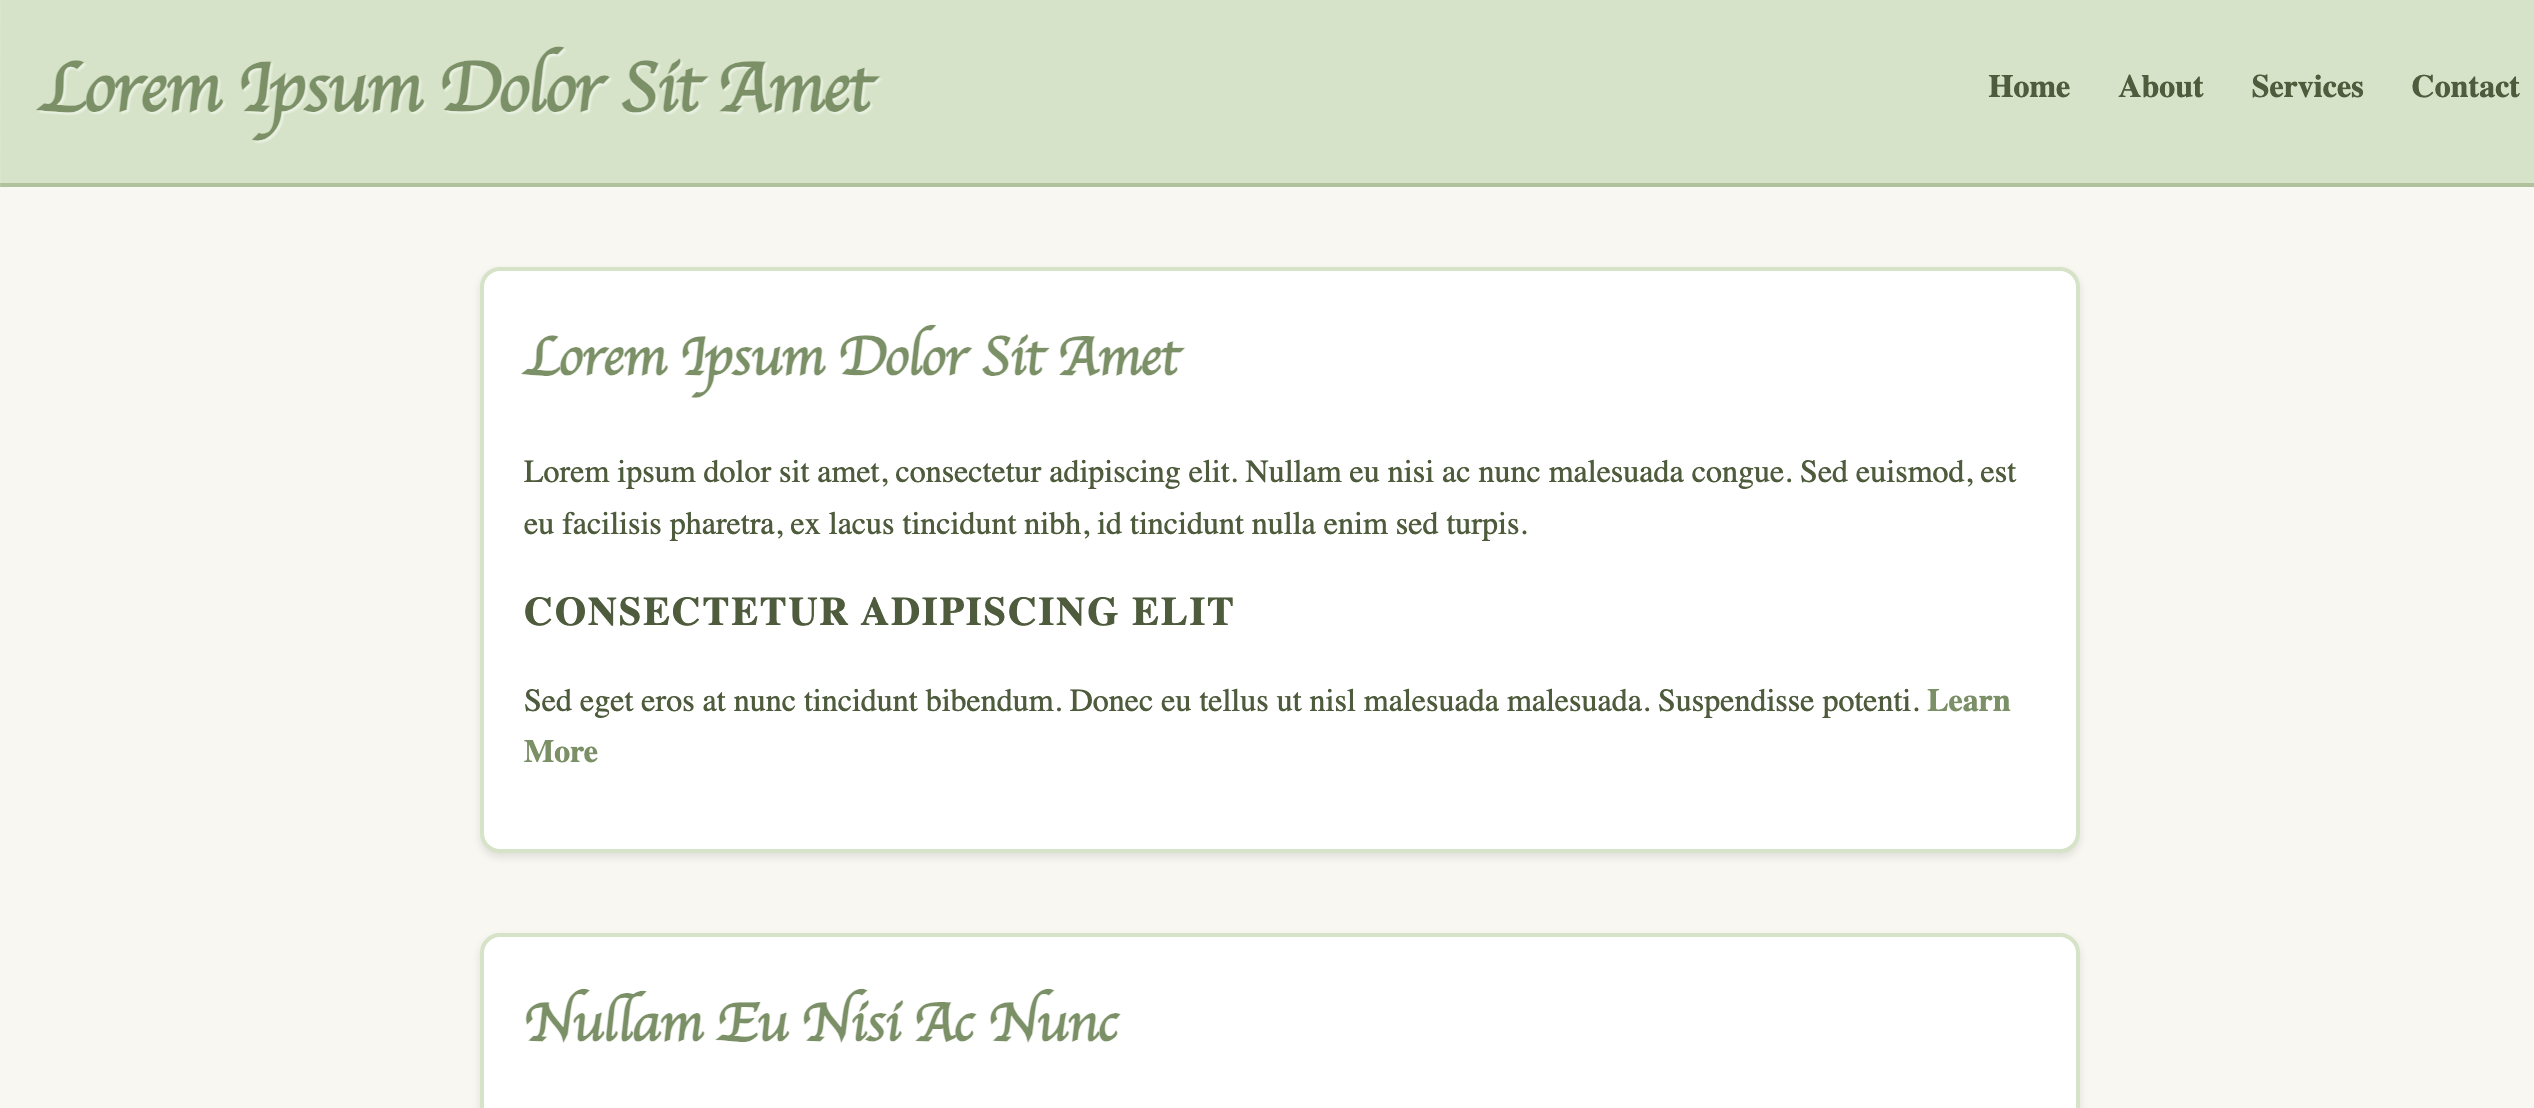 Lorem Ipsum Dolor Sit Amet
Home About Services Contact
Lorem Ipsum Dolor Sit Amet
Lorem ipsum dolor sit amet, consectetur adipiscing elit. Nullam eu nisi ac nunc malesuada congue. Sed euismod, est
eu facilisis pharetra, ex lacus tincidunt nibh, id tincidunt nulla enim sed turpis.
CONSECTETUR ADIPISCING ELIT
Sed eget eros at nunc tincidunt bibendum. Donec eu tellus ut nisl malesuada malesuada. Suspendisse potenti. Learn
More
Nullam Eu Nisi Ac Nunc